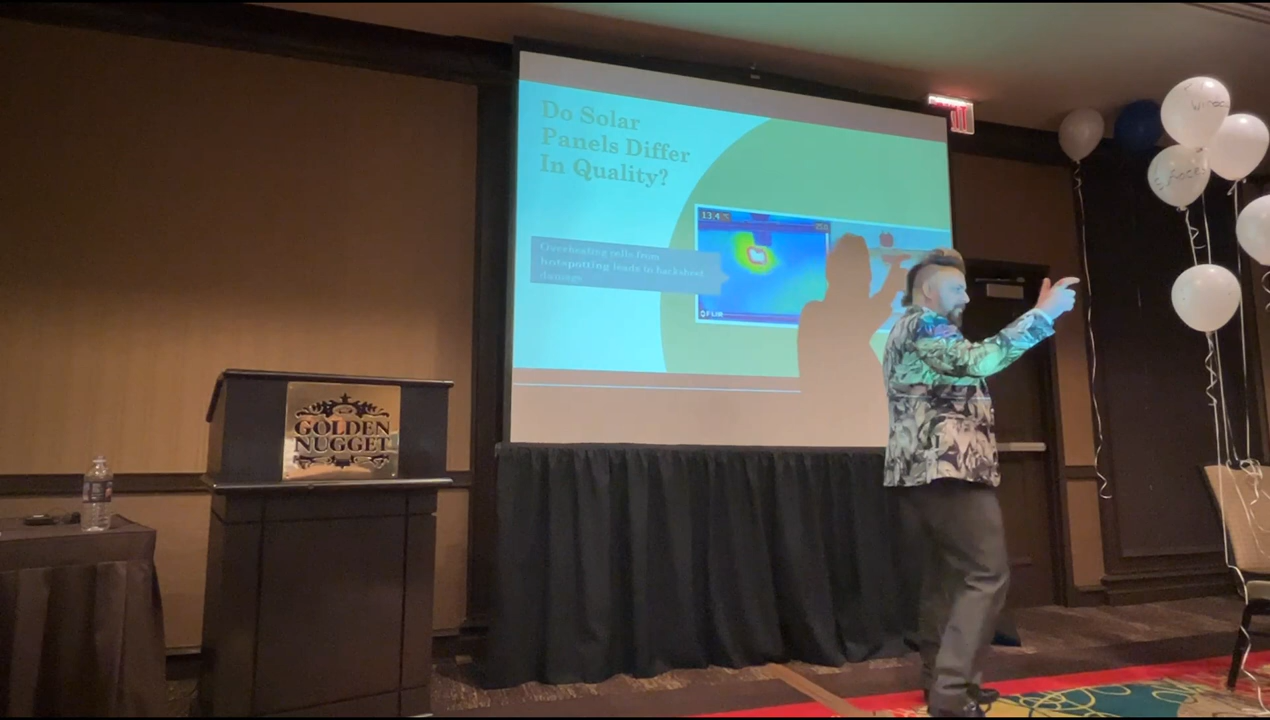 Do Solar
Panels Differ
In Quality?
13.4
Overheating cells from
hotspotting leads to backsheet
damage
FLIR
GOLDEN
NUGGET